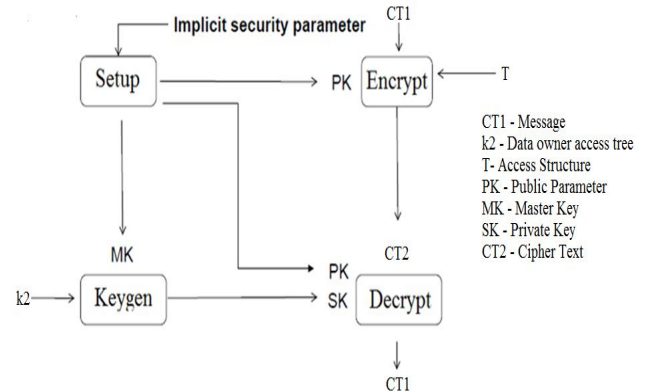 CT1
Implicit security parameter
Setup
PK
Encrypt
T
CT1 - Message
k2 - Data owner access tree
T- Access Structure
PK - Public Parameter
MK - Master Key
SK - Private Key
CT2 - Cipher Text
MK
CT2
PK
k2
Keygen
SK
Decrypt
CT1